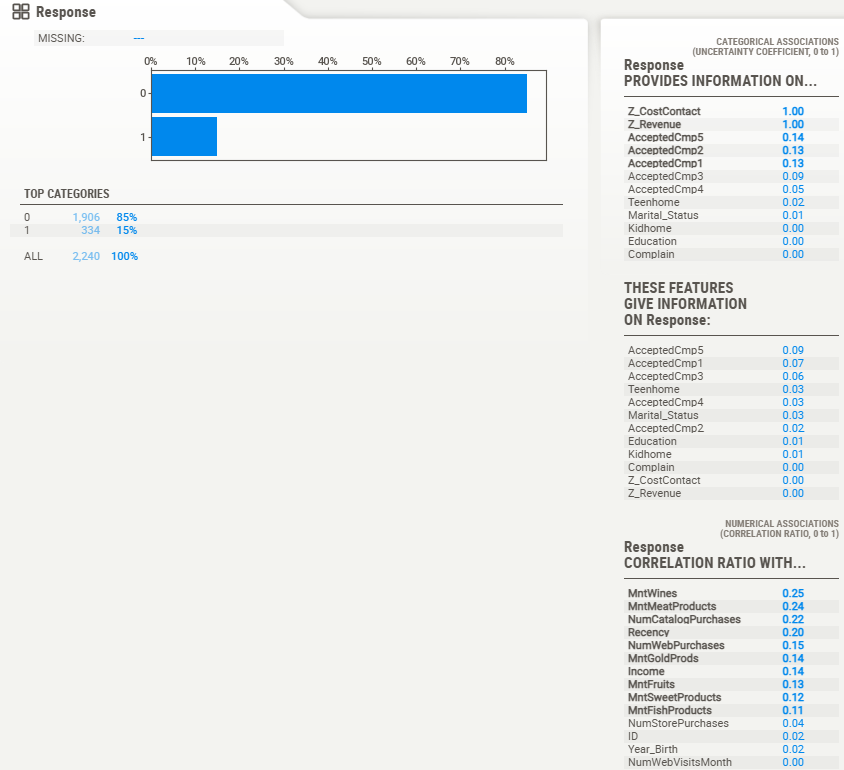 Response
MISSING: ---
0% 10% 20% 30% 40% 50% 60% 70% 80%
0
1
TOP CATEGORIES
0 1,906 85%
1 334 15%
ALL 2,240 100%
CATEGORICAL ASSOCIATIONS
(UNCERTAINTY COEFFICIENT, 0 to 1)
Response
PROVIDES INFORMATION ON...
Z_CostContact 1.00
Z_Revenue 1.00
AcceptedCmp5 0.14
AcceptedCmp2 0.13
AcceptedCmp1 0.13
AcceptedCmp3 0.09
AcceptedCmp4 0.05
Teenhome 0.02
Marital_Status 0.01
Kidhome 0.00
Education 0.00
Complain 0.00
THESE FEATURES
GIVE INFORMATION
ON Response:
AcceptedCmp5 0.09
AcceptedCmp1 0.07
AcceptedCmp3 0.06
Teenhome 0.03
AcceptedCmp4 0.03
Marital_Status 0.03
AcceptedCmp2 0.02
Education 0.01
Kidhome 0.01
Complain 0.00
Z_CostContact 0.00
Z_Revenue 0.00
NUMERICAL ASSOCIATIONS
(CORRELATION RATIO, 0 to 1)
Response
CORRELATION RATIO WITH...
MntWines 0.25
MntMeatProducts 0.24
NumCatalogPurchases 0.22
Recency 0.20
NumWebPurchases 0.15
MntGoldProds 0.14
Income 0.14
MntFruits 0.13
MntSweetProducts 0.12
MntFishProducts 0.11
NumStorePurchases 0.04
ID 0.02
Year_Birth 0.02
NumWebVisitsMonth 0.00